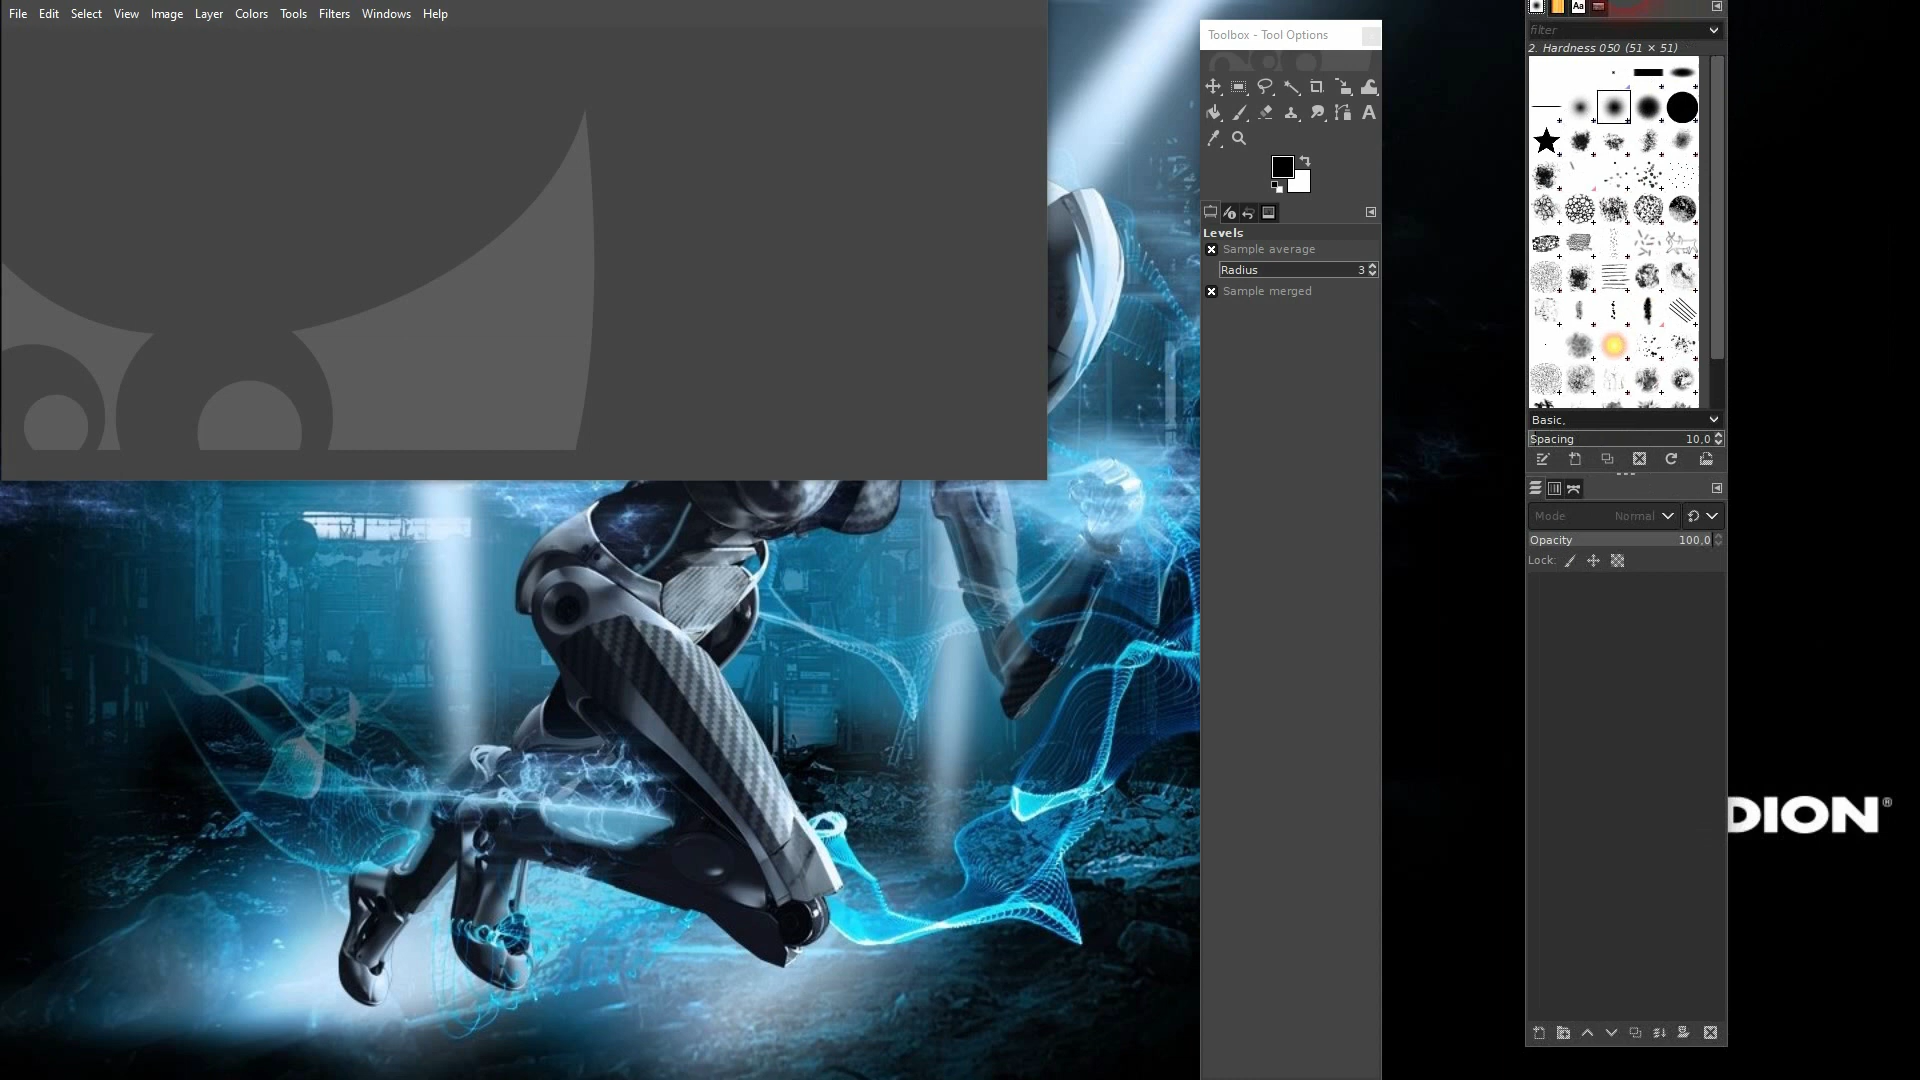 File Edit Select View Image Layer Colors Tools Filters Windows Help
Toolbox - Tool Options
A
Levels
Sample average
Radius 3
Sample merged
Aa
filter
2. Hardness 050 (51 × 51)
Basic,
Spacing 10,0
Mode Normal
Opacity 100,0
Lock:
DION®